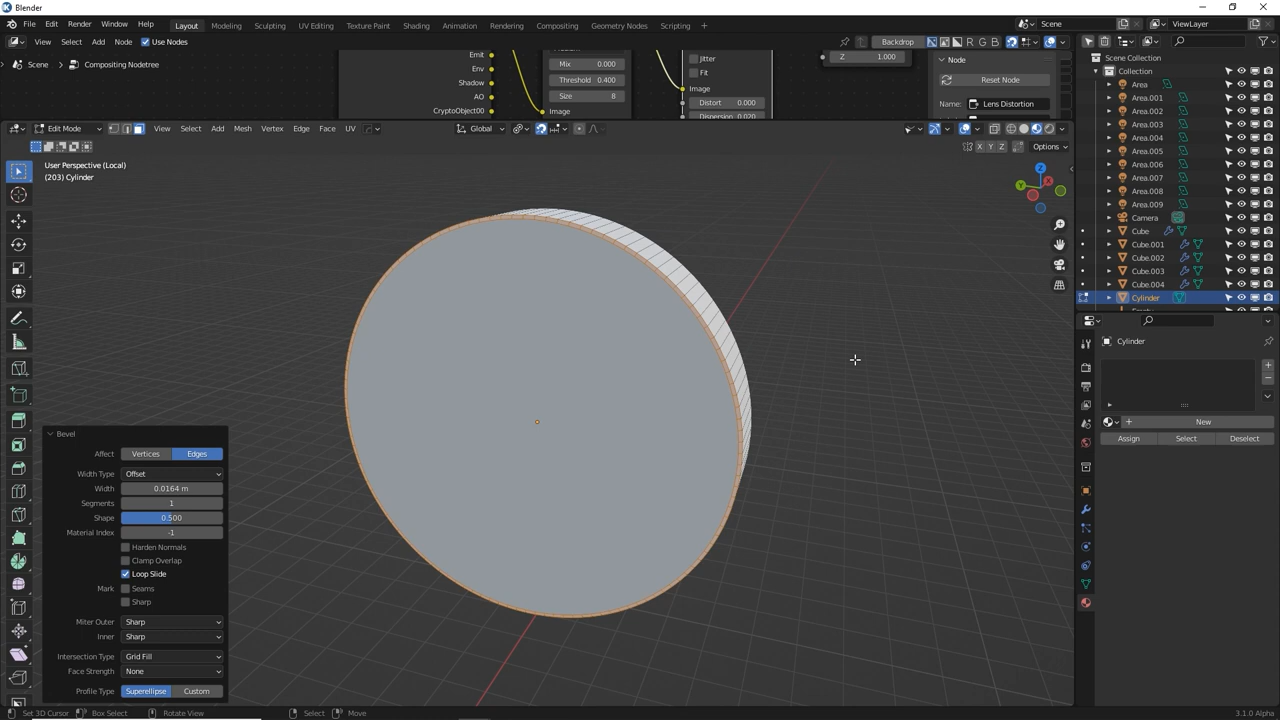 Blender
File Edit Render Window Help Layout Modeling Sculpting UV Editing Texture Paint Shading Animation Rendering Compositing Geometry Nodes Scripting + Scene ViewLayer
View Select Add Node Use Nodes Backdrop R G B
Scene > Compositing Nodetree
Emit
Env
Shadow
AO
CryptoObject00
Mix 0.000
Threshold 0.400
Size 8
Image
Jitter
Fit
Image
Distort 0.000
Dispersion 0.020
Z 1.000
Node
Reset Node
Name: Lens Distortion
Edit Mode View Select Add Mesh Vertex Edge Face UV Global
X Y Z Options
User Perspective (Local)
(203) Cylinder
Bevel
Affect Vertices Edges
Width Type Offset
Width 0.0164 m
Segments 1
Shape 0.500
Material Index -1
Harden Normals
Clamp Overlap
Loop Slide
Mark Seams
Sharp
Miter Outer Sharp
Inner Sharp
Intersection Type Grid Fill
Face Strength None
Profile Type Superellipse Custom
Scene Collection
Collection
Area
Area.001
Area.002
Area.003
Area.004
Area.005
Area.006
Area.007
Area.008
Area.009
Camera
Cube
Cube.001
Cube.002
Cube.003
Cube.004
Cylinder
Cylinder
New
Assign Select Deselect
Set 3D Cursor Box Select Rotate View Select Move 3.1.0 Alpha